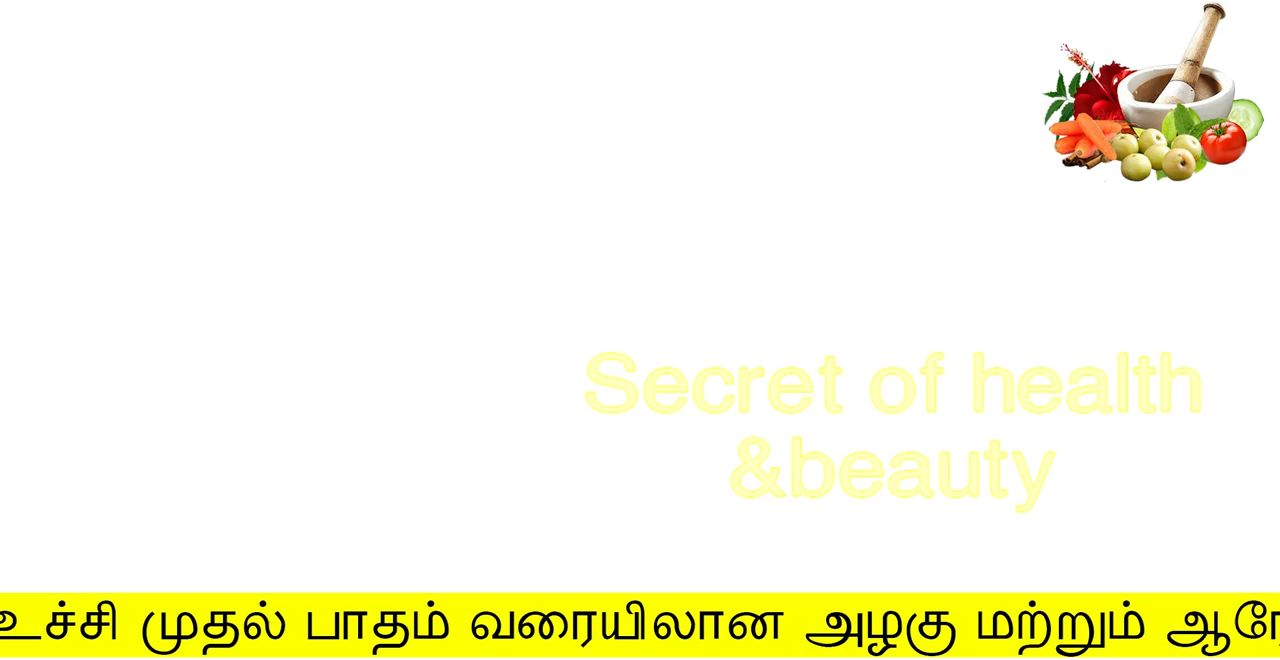 Secret of health
&beauty
உச்சி முதல் பாதம் வரையிலான அழகு மற்றும்